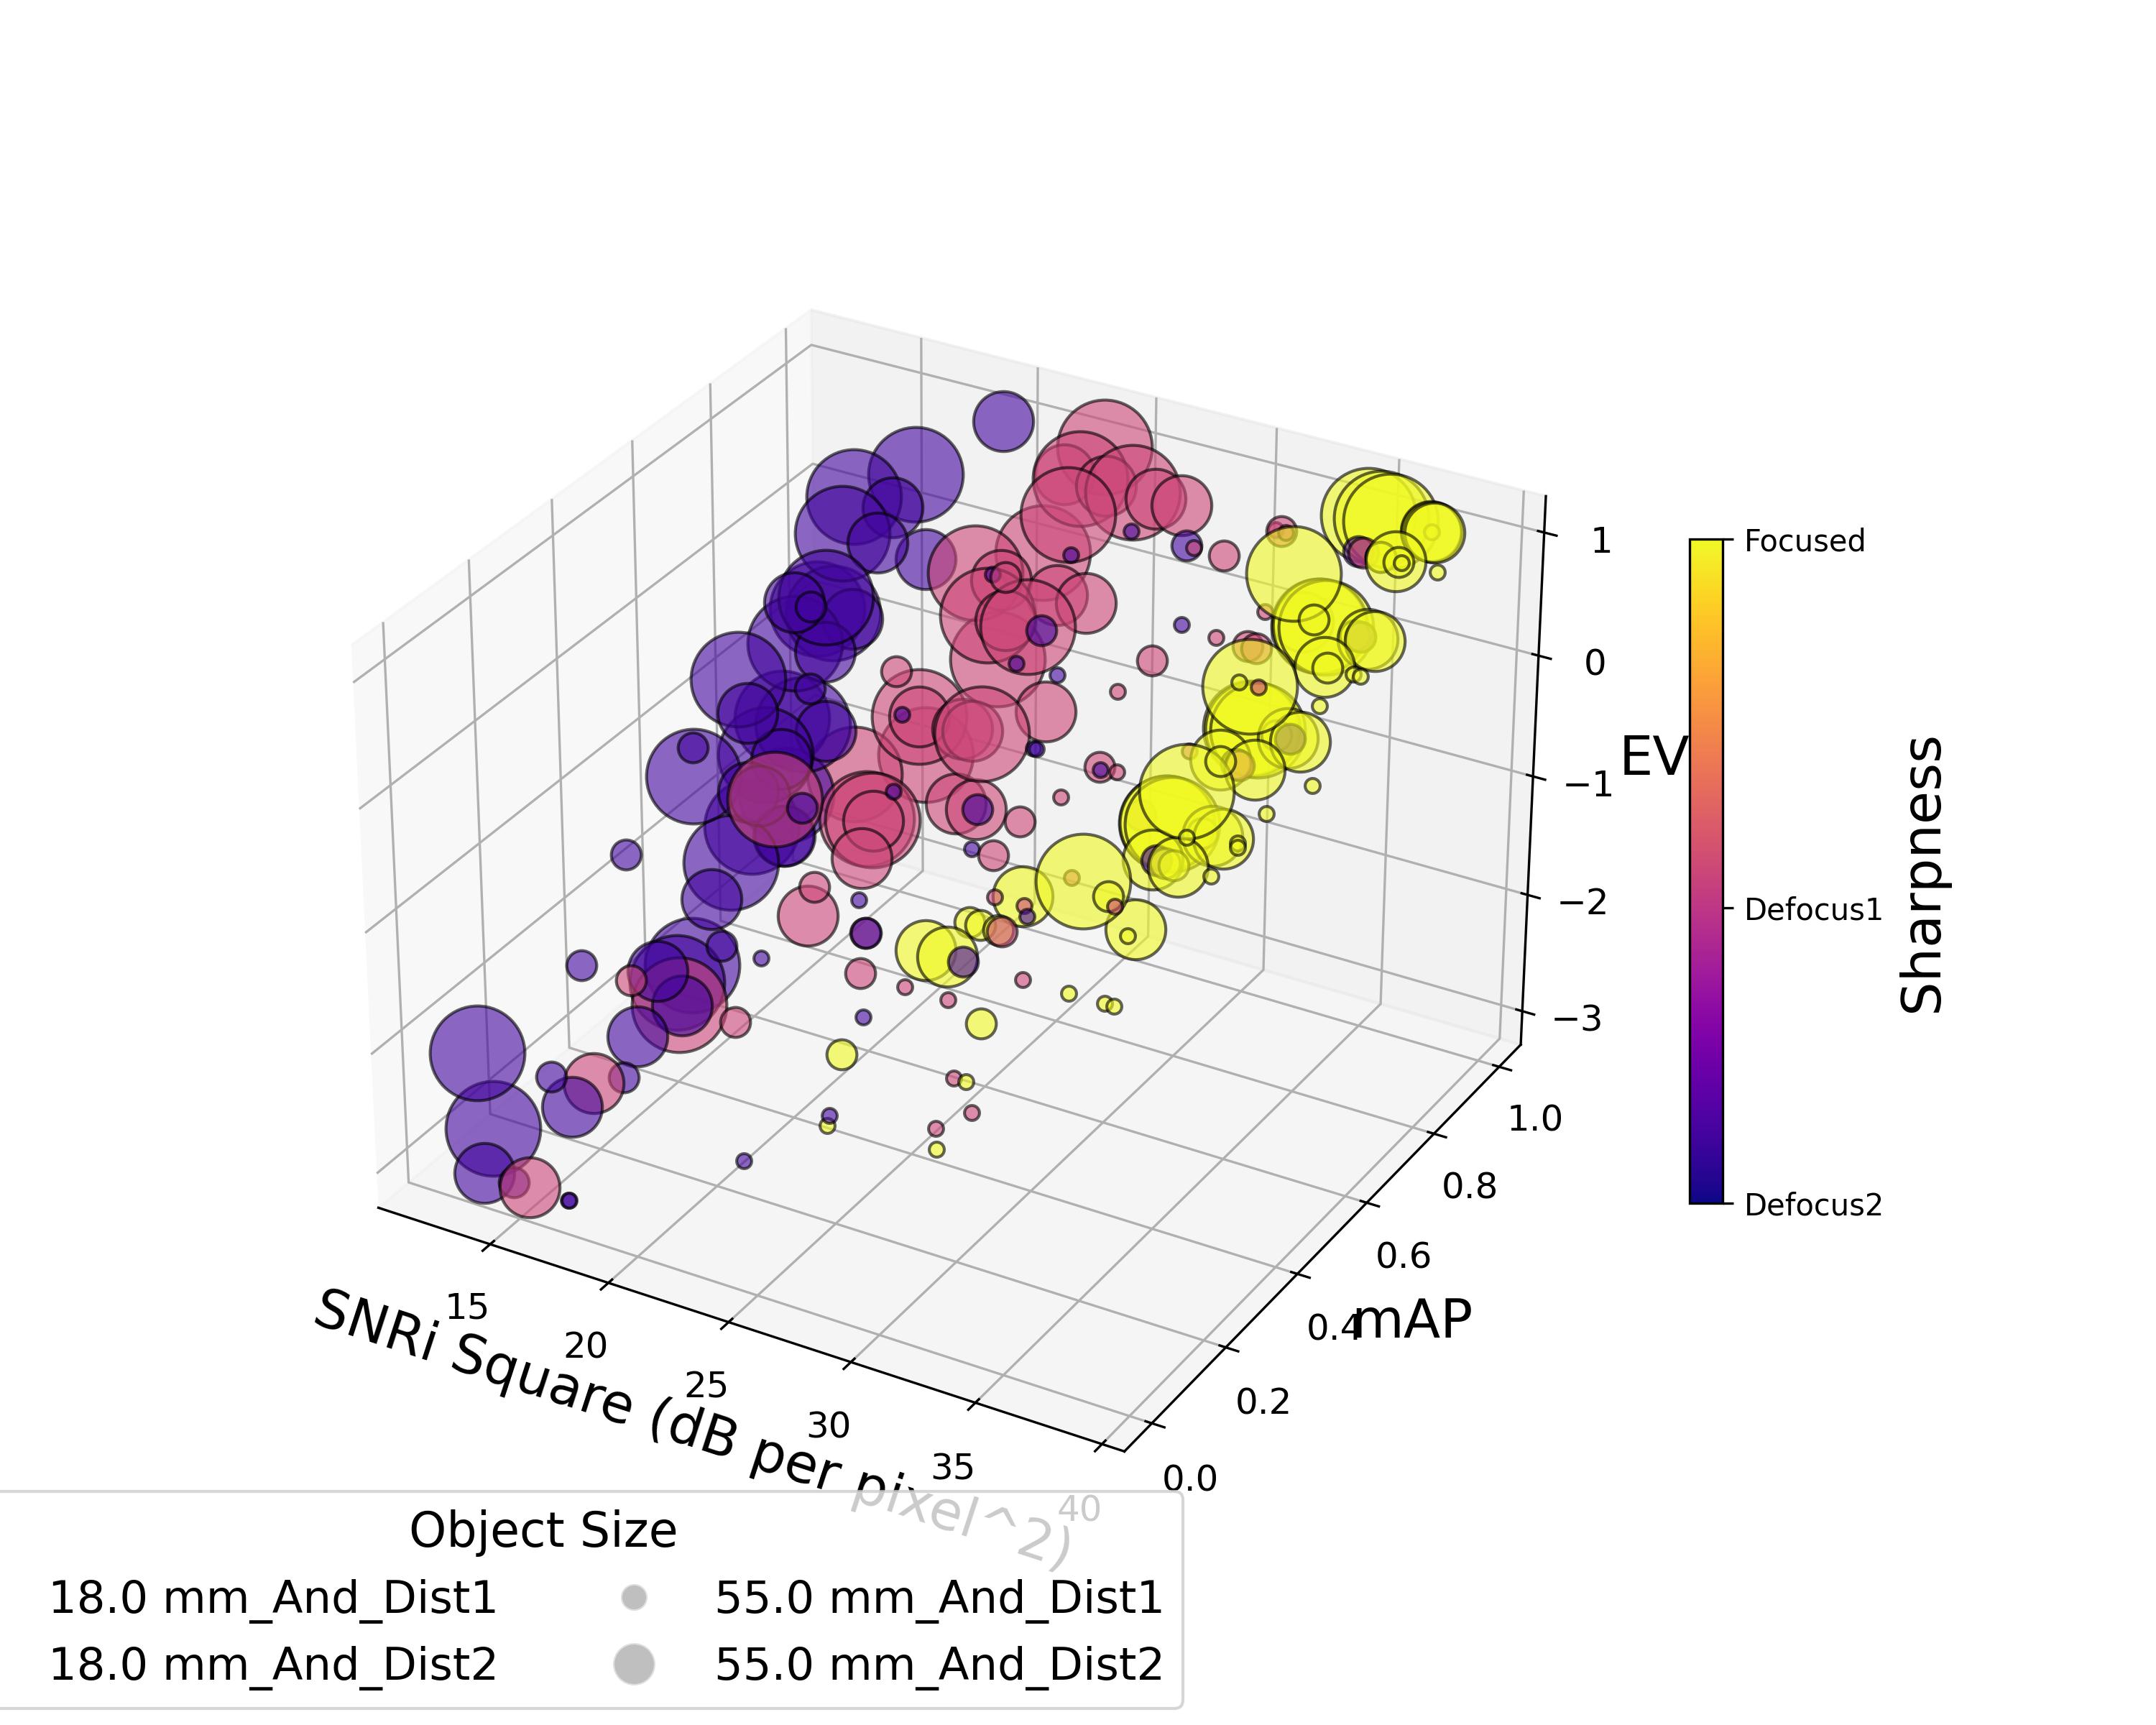 1
0
−1
−2
−3
EV
Focused
Defocus1
Defocus2
Sharpness
1.0
0.8
0.6
0.4
0.2
0.0
mAP
15
20
25
30
35
40
SNRi Square (dB per pixel^2)
Object Size
18.0 mm_And_Dist1
55.0 mm_And_Dist1
18.0 mm_And_Dist2
55.0 mm_And_Dist2